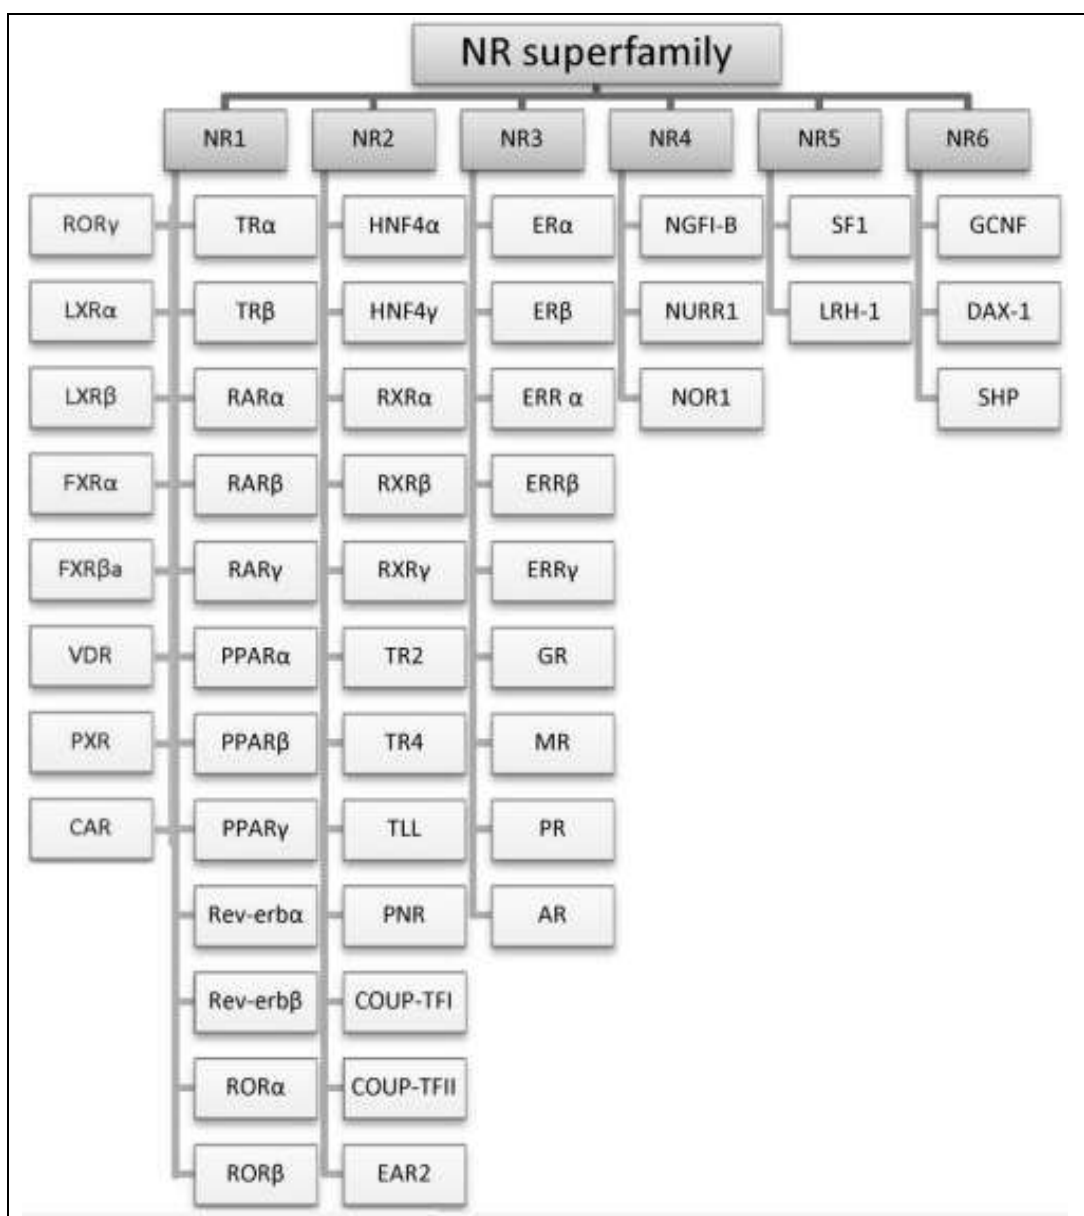 NR superfamily
NR1 NR2 NR3 NR4 NR5 NR6
RORγ TRα HNF4α ERα NGFI-B SF1 GCNF
LXRα TRβ HNF4γ ERβ NURR1 LRH-1 DAX-1
LXRβ RARα RXRα ERR α NOR1 SHP
FXRα RARβ RXRβ ERRβ
FXRβa RARγ RXRγ ERRγ
VDR PPARα TR2 GR
PXR PPARβ TR4 MR
CAR PPARγ TLL PR
Rev-erbα PNR AR
Rev-erbβ COUP-TFI
RORα COUP-TFII
RORβ EAR2